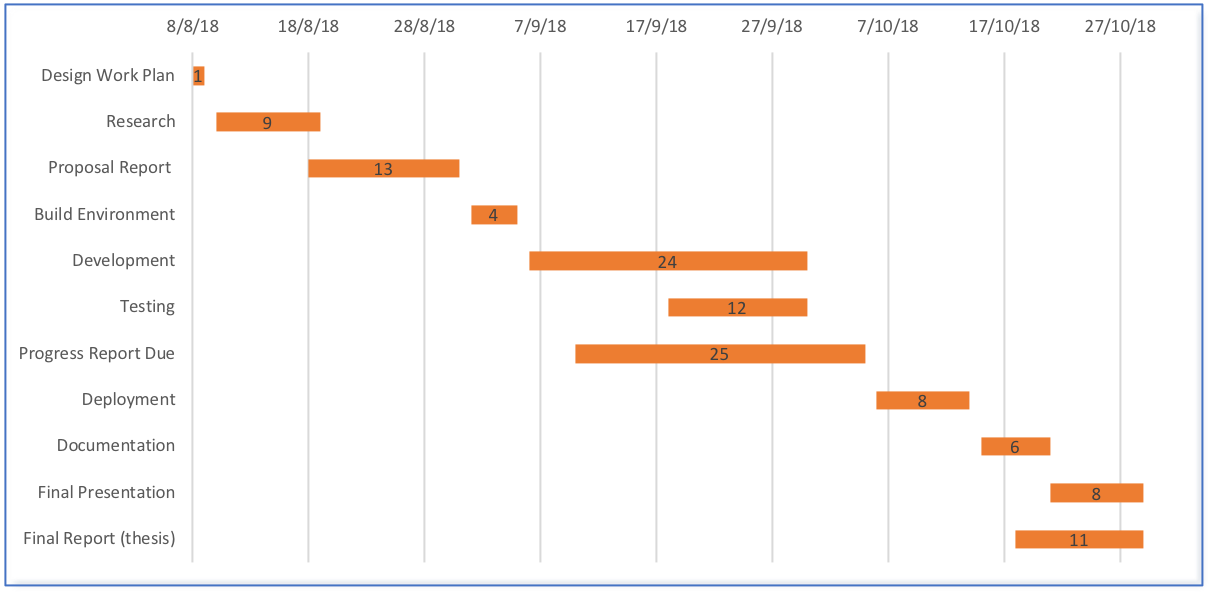 8/8/18 18/8/18 28/8/18 7/9/18 17/9/18 27/9/18 7/10/18 17/10/18 27/10/18
Design Work Plan 1
Research 9
Proposal Report 13
Build Environment 4
Development 24
Testing 12
Progress Report Due 25
Deployment 8
Documentation 6
Final Presentation 8
Final Report (thesis) 11